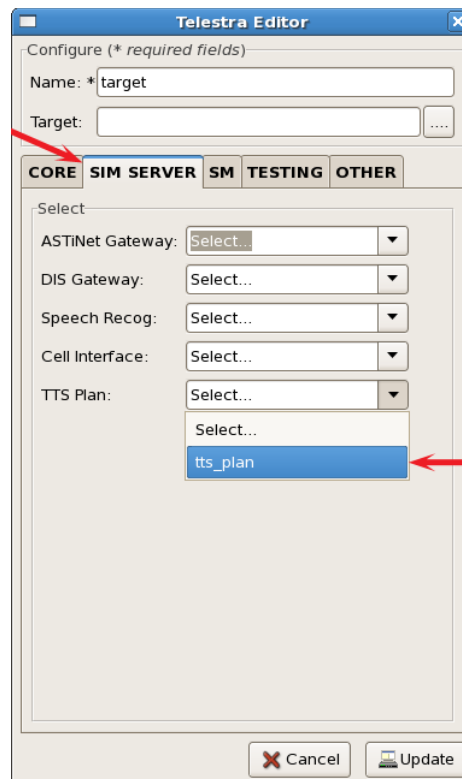 Telestra Editor
Configure (* required fields)
Name: * target
Target: ....
CORE SIM SERVER SM TESTING OTHER
Select
ASTiNet Gateway: Select...
DIS Gateway: Select...
Speech Recog: Select...
Cell Interface: Select...
TTS Plan: Select...
Select...
tts_plan
Cancel Update